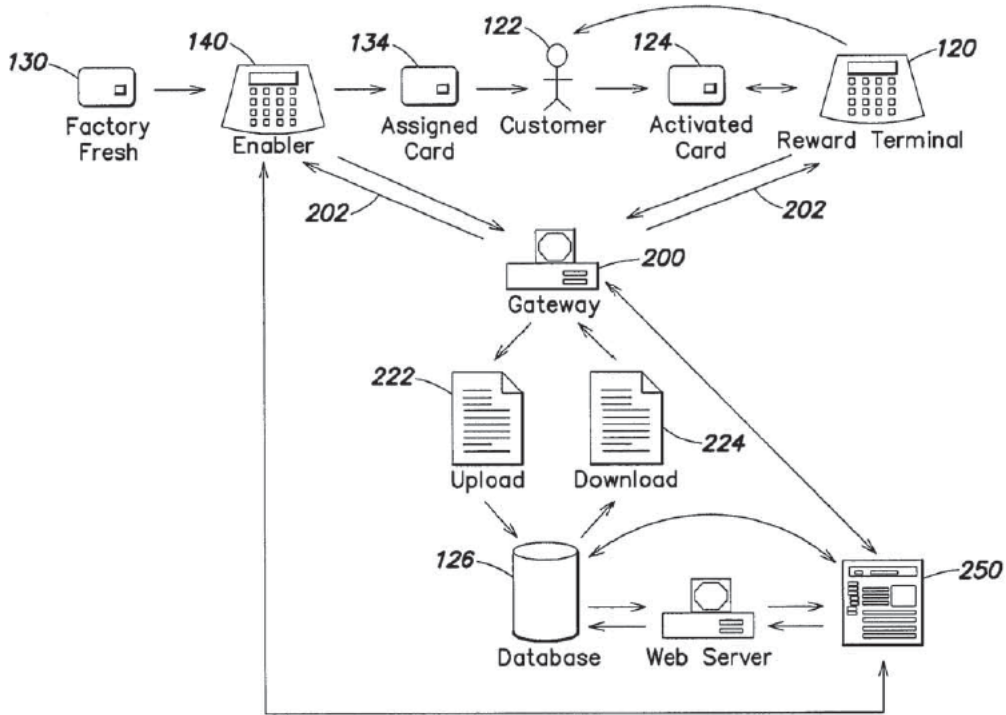 130
140
134
122
124
120
Factory
Fresh
Enabler
Assigned
Card
Customer
Activated
Card
Reward Terminal
202
202
200
Gateway
222
224
Upload
Download
126
250
Database
Web Server